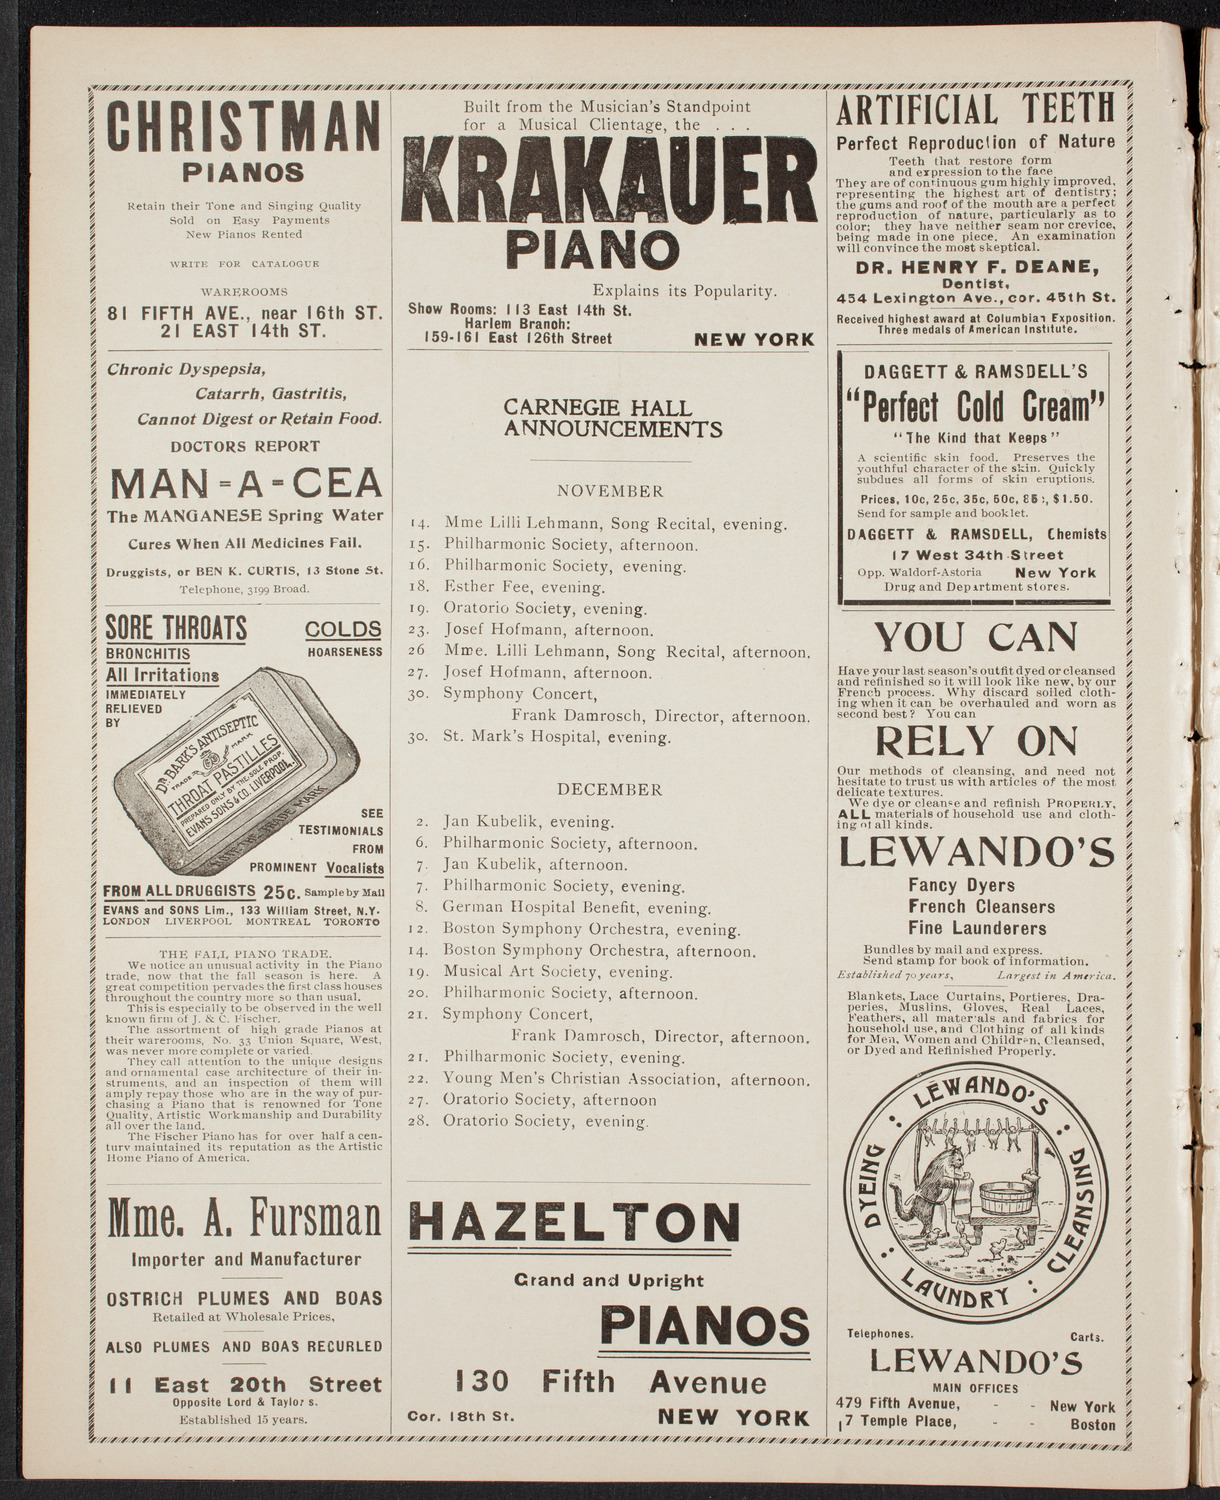 CHRISTMAN
PIANOS
Retain their Tone and Singing Quality
Sold on Easy Payments
New Pianos Rented
WRITE FOR CATALOGUE
WAREROOMS
81 FIFTH AVE., near 16th ST.
21 EAST 14th ST.
Chronic Dyspepsia,
Catarrh, Gastritis,
Cannot Digest or Retain Food.
DOCTORS REPORT
MAN-A-CEA
The MANGANESE Spring Water
Cures When All Medicines Fail.
Druggists, or BEN K. CURTIS, 13 Stone St.
Telephone, 3199 Broad.
SORE THROATS
COLDS
BRONCHITIS
HOARSENESS
All Irritations
IMMEDIATELY
RELIEVED
BY
DR BARK'S ANTISEPTIC
TRADE MARK
THROAT PASTILLES
PREPARED ONLY BY THE SOLE PROP.
EVANS SONS & CO. LIVERPOOL.
TRADE MARK
SEE
TESTIMONIALS
FROM
PROMINENT Vocalists
FROM ALL DRUGGISTS 25c. Sample by Mail
EVANS and SONS Lim., 133 William Street, N.Y.
LONDON LIVERPOOL MONTREAL TORONTO
THE FALL PIANO TRADE.
We notice an unusual activity in the Piano
trade, now that the fall season is here. A
great competition pervades the first class houses
throughout the country more so than usual.
This is especially to be observed in the well
known firm of J. & C. Fischer.
The assortment of high grade Pianos at
their warerooms, No. 33 Union Square, West,
was never more complete or varied.
They call attention to the unique designs
and ornamental case architecture of their in-
struments, and an inspection of them will
amply repay those who are in the way of pur-
chasing a Piano that is renowned for Tone
Quality, Artistic Workmanship and Durability
all over the land.
The Fischer Piano has for over half a cen-
tury maintained its reputation as the Artistic
Home Piano of America.
Mme. A. Fursman
Importer and Manufacturer
OSTRICH PLUMES AND BOAS
Retailed at Wholesale Prices,
ALSO PLUMES AND BOAS RECURLED
11 East 20th Street
Opposite Lord & Taylor s.
Established 15 years.
Built from the Musician's Standpoint
for a Musical Clientage, the . . .
KRAKAUER
PIANO
Explains its Popularity.
Show Rooms: 113 East 14th St.
Harlem Branch:
159-161 East 126th Street
NEW YORK
CARNEGIE HALL
ANNOUNCEMENTS
NOVEMBER
14. Mme Lilli Lehmann, Song Recital, evening.
15. Philharmonic Society, afternoon.
16. Philharmonic Society, evening.
18. Esther Fee, evening.
19. Oratorio Society, evening.
23. Josef Hofmann, afternoon.
26 Mme. Lilli Lehmann, Song Recital, afternoon.
27. Josef Hofmann, afternoon.
30. Symphony Concert,
Frank Damrosch, Director, afternoon.
30. St. Mark's Hospital, evening.
DECEMBER
2. Jan Kubelik, evening.
6. Philharmonic Society, afternoon.
7. Jan Kubelik, afternoon.
7. Philharmonic Society, evening.
8. German Hospital Benefit, evening.
12. Boston Symphony Orchestra, evening.
14. Boston Symphony Orchestra, afternoon.
19. Musical Art Society, evening.
20. Philharmonic Society, afternoon.
21. Symphony Concert,
Frank Damrosch, Director, afternoon.
21. Philharmonic Society, evening.
22. Young Men's Christian Association, afternoon.
27. Oratorio Society, afternoon
28. Oratorio Society, evening.
HAZELTON
Grand and Upright
PIANOS
130 Fifth Avenue
Cor. 18th St.
NEW YORK
ARTIFICIAL TEETH
Perfect Reproduction of Nature
Teeth that restore form
and expression to the face
They are of continuous gum highly improved,
representing the highest art of dentistry;
the gums and roof of the mouth are a perfect
reproduction of nature, particularly as to
color; they have neither seam nor crevice,
being made in one piece. An examination
will convince the most skeptical.
DR. HENRY F. DEANE,
Dentist,
454 Lexington Ave., cor. 45th St.
Received highest award at Columbian Exposition.
Three medals of American Institute.
DAGGETT & RAMSDELL'S
"Perfect Cold Cream"
"The Kind that Keeps"
A scientific skin food. Preserves the
youthful character of the skin. Quickly
subdues all forms of skin eruptions.
Prices, 10c, 25c, 35c, 50c, 85c, $1.50.
Send for sample and booklet.
DAGGETT & RAMSDELL, Chemists
17 West 34th Street
Opp. Waldorf-Astoria New York
Drug and Department stores.
YOU CAN
Have your last season's outfit dyed or cleansed
and refinished so it will look like new, by our
French process. Why discard soiled cloth-
ing when it can be overhauled and worn as
second best? You can
RELY ON
Our methods of cleansing, and need not
hesitate to trust us with articles of the most
delicate textures.
We dye or cleanse and refinish PROPERLY,
ALL materials of household use and cloth-
ing of all kinds.
LEWANDO'S
Fancy Dyers
French Cleansers
Fine Launderers
Bundles by mail and express.
Send stamp for book of information.
Established 70 years, Largest in America.
Blankets, Lace Curtains, Portieres, Dra-
peries, Muslins, Gloves, Real Laces,
Feathers, all materials and fabrics for
household use, and Clothing of all kinds
for Men, Women and Children, Cleansed,
or Dyed and Refinished Properly.
LEWANDO'S
DYEING
CLEANSING
LAUNDRY
Telephones.
Carts.
LEWANDO'S
MAIN OFFICES
479 Fifth Avenue, - - New York
17 Temple Place, - - Boston